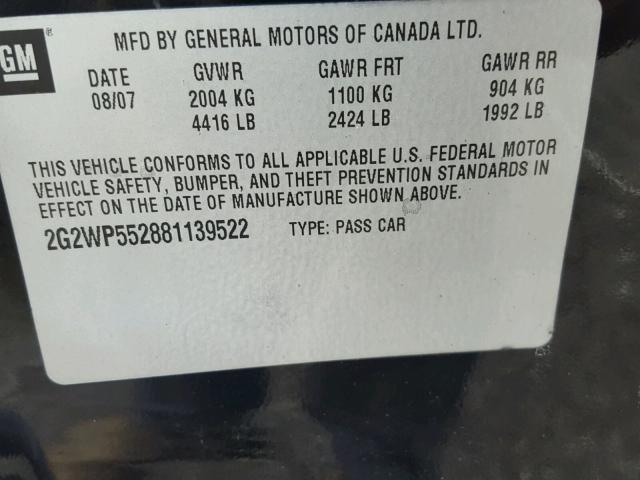 GM
®
MFD BY GENERAL MOTORS OF CANADA LTD.
DATE GVWR GAWR FRT GAWR RR
08/07 2004 KG 1100 KG 904 KG
4416 LB 2424 LB 1992 LB
THIS VEHICLE CONFORMS TO ALL APPLICABLE U.S. FEDERAL MOTOR
VEHICLE SAFETY, BUMPER, AND THEFT PREVENTION STANDARDS IN
EFFECT ON THE DATE OF MANUFACTURE SHOWN ABOVE.
2G2WP552881139522 TYPE: PASS CAR